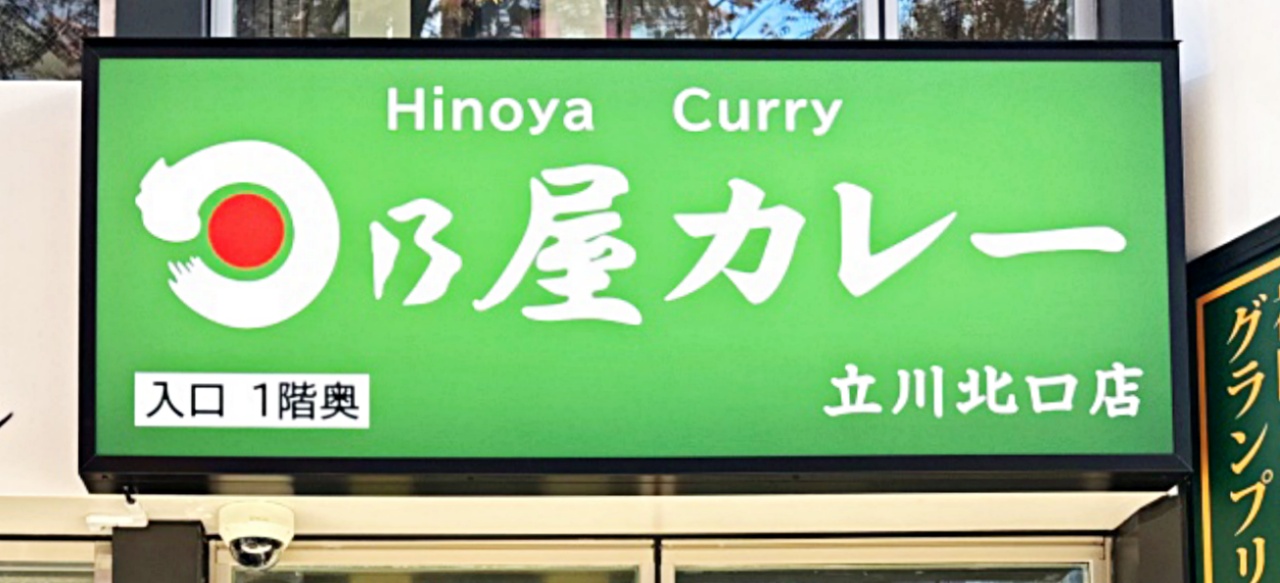 Hinoya Curry
日乃屋カレー
入口 1階奥
立川北口店
グランプリ